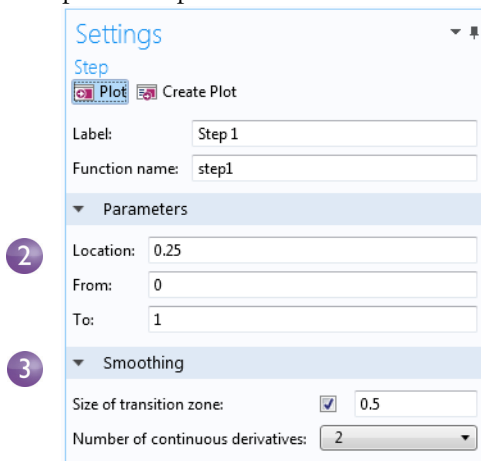 Settings
Step
Plot Create Plot
Label: Step 1
Function name: step1
Parameters
2
Location: 0.25
From: 0
To: 1
3
Smoothing
Size of transition zone: 0.5
Number of continuous derivatives: 2